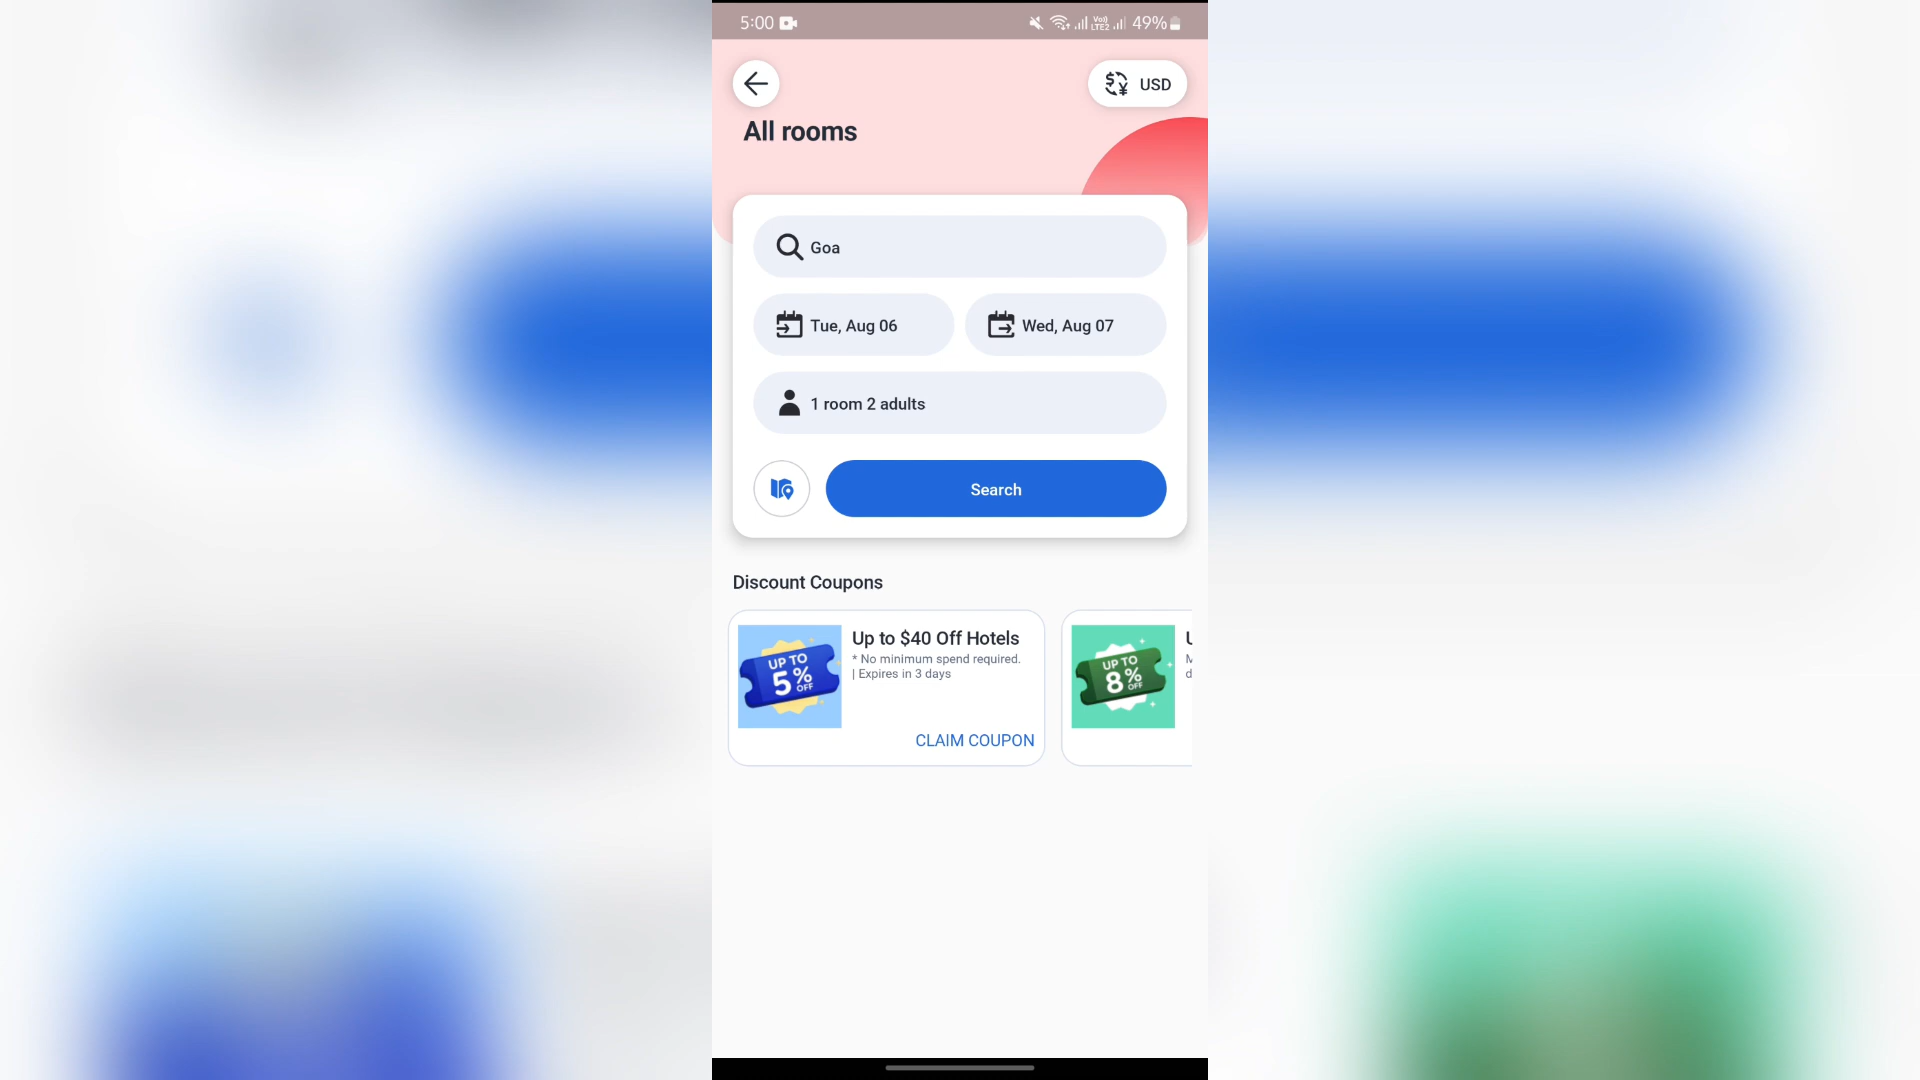 5:00
Vo)) LTE2 49%
USD
All rooms
Goa
Tue, Aug 06
Wed, Aug 07
1 room 2 adults
Search
Discount Coupons
UP TO
5% OFF
Up to $40 Off Hotels
* No minimum spend required.
| Expires in 3 days
CLAIM COUPON
UP TO
8% OFF